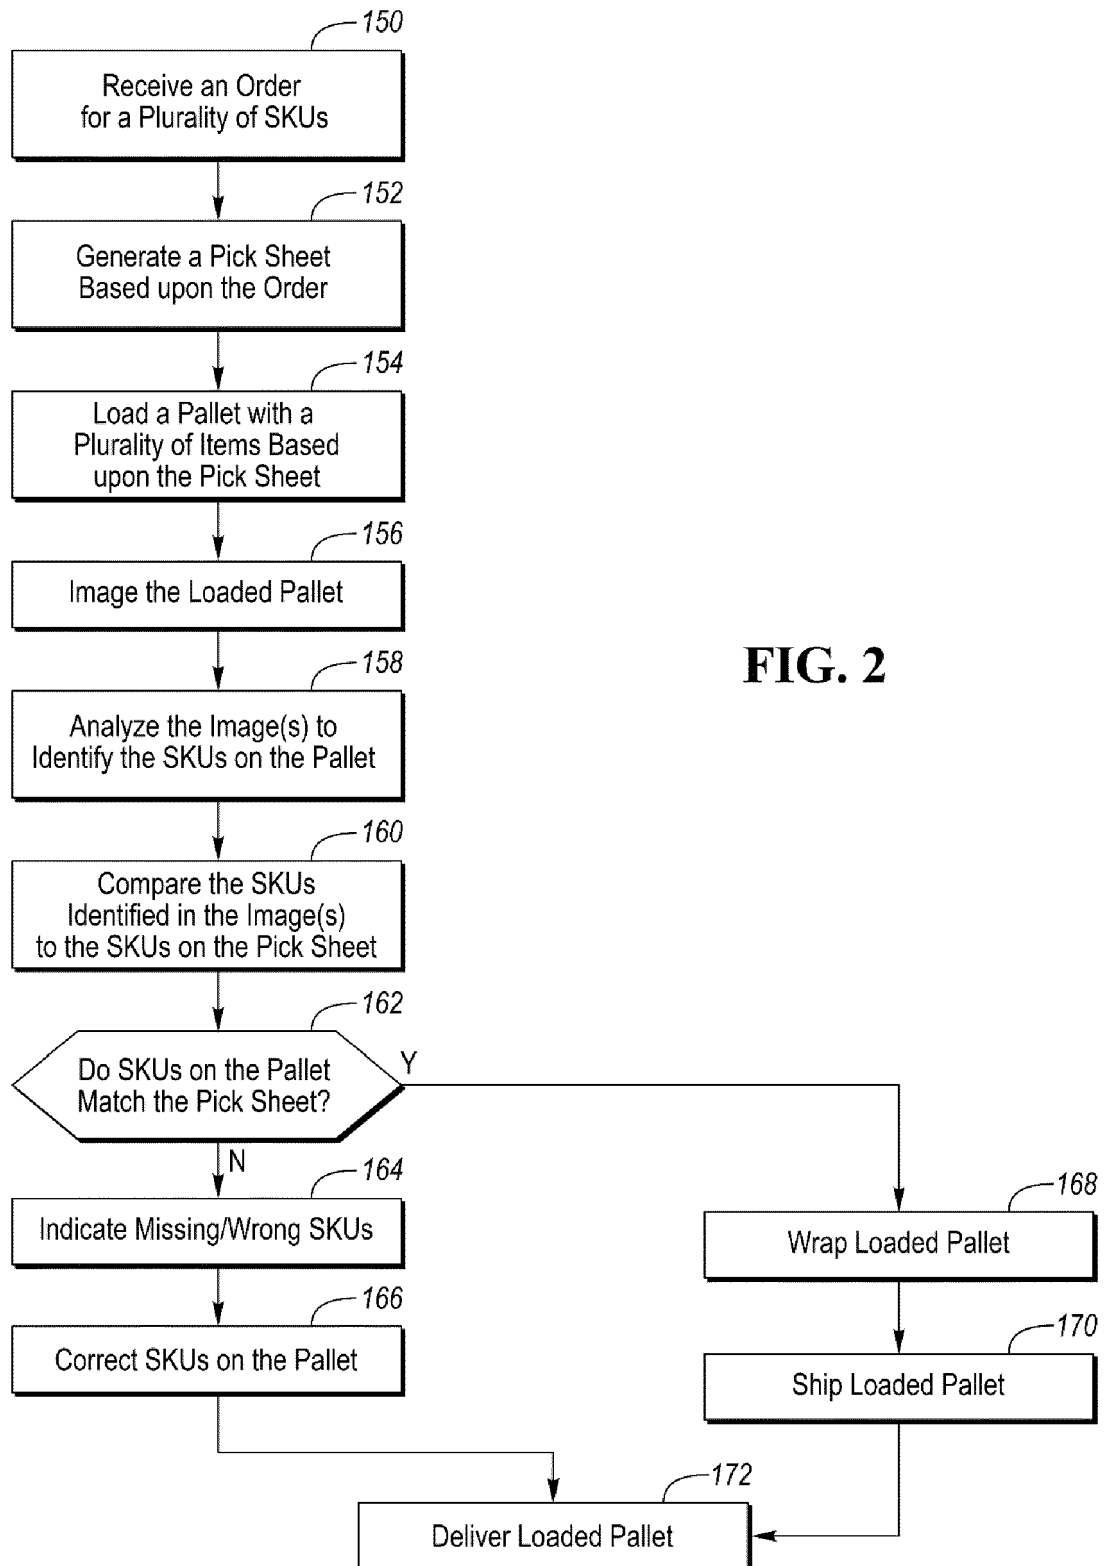 150
Receive an Order
for a Plurality of SKUs
152
Generate a Pick Sheet
Based upon the Order
154
Load a Pallet with a
Plurality of Items Based
upon the Pick Sheet
156
Image the Loaded Pallet
158
Analyze the Image(s) to
Identify the SKUs on the Pallet
FIG. 2
160
Compare the SKUs
Identified in the Image(s)
to the SKUs on the Pick Sheet
162
Do SKUs on the Pallet
Match the Pick Sheet?
Y
N
164
Indicate Missing/Wrong SKUs
166
Correct SKUs on the Pallet
168
Wrap Loaded Pallet
170
Ship Loaded Pallet
172
Deliver Loaded Pallet